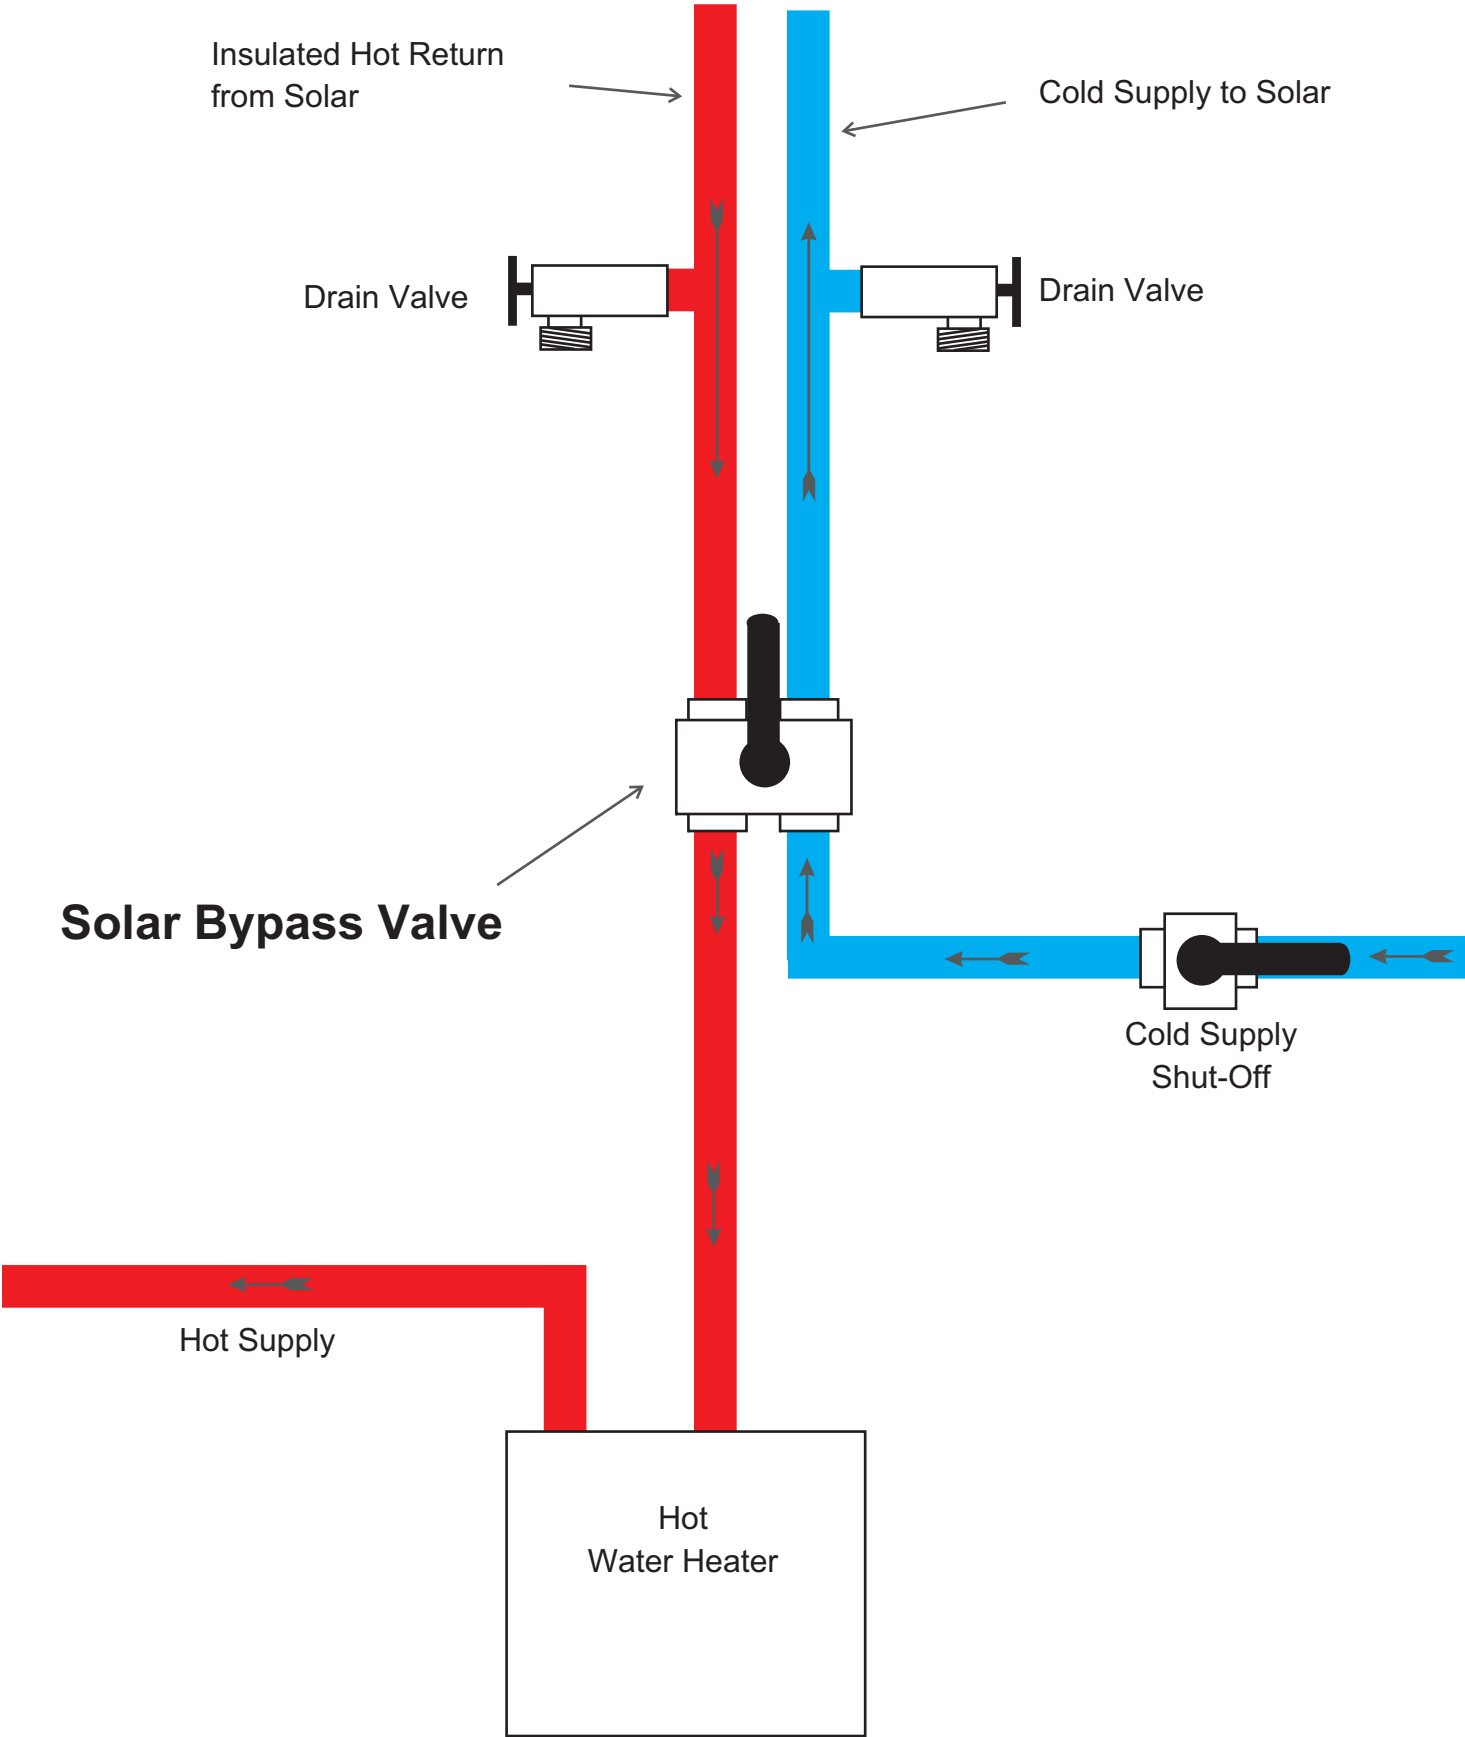 Insulated Hot Return
from Solar
Cold Supply to Solar
Drain Valve
Drain Valve
Solar Bypass Valve
Cold Supply
Shut-Off
Hot Supply
Hot
Water Heater